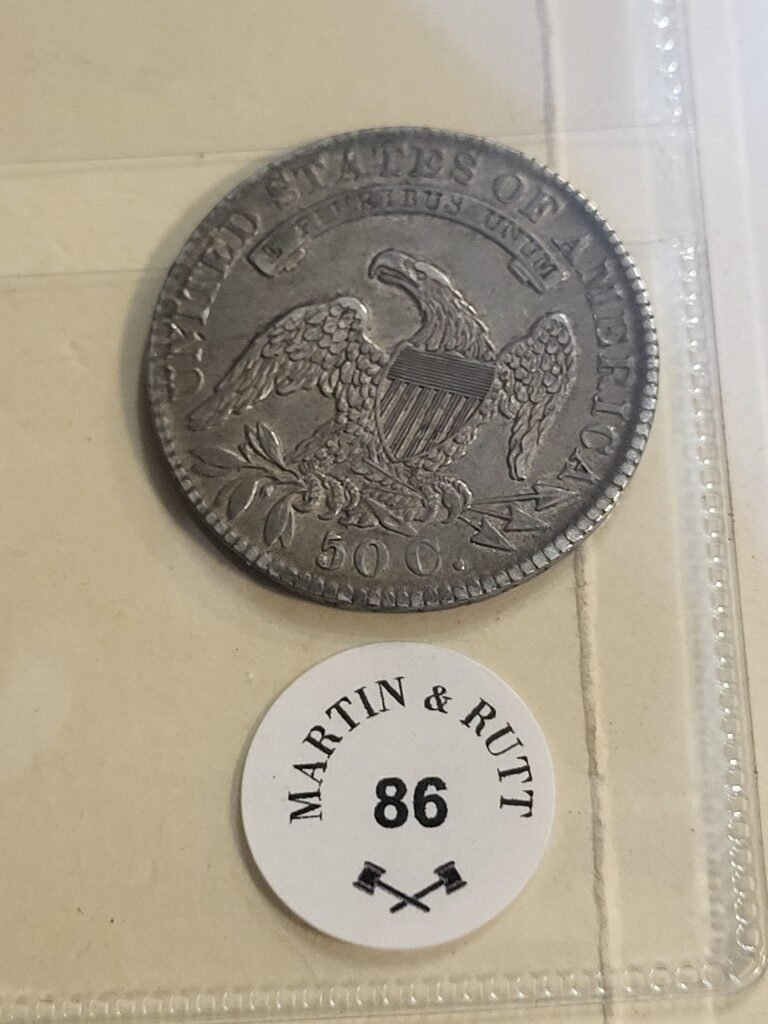 UNITED STATES OF AMERICA
E PLURIBUS UNUM
50 C.
MARTIN & RUTT
86